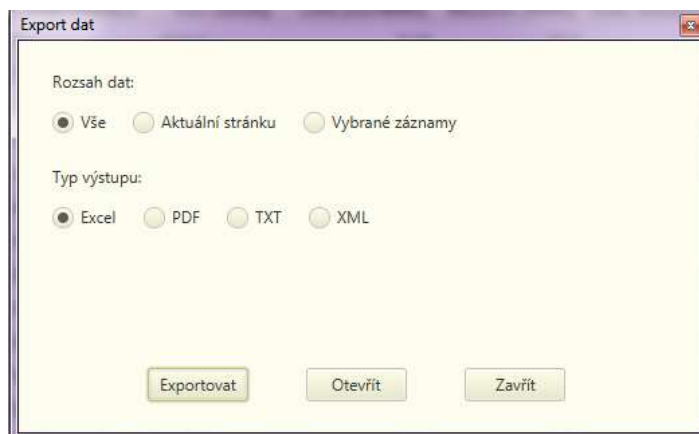 Export dat
Rozsah dat:
Vše Aktuální stránku Vybrané záznamy
Typ výstupu:
Excel PDF TXT XML
Exportovat Otevřít Zavřít